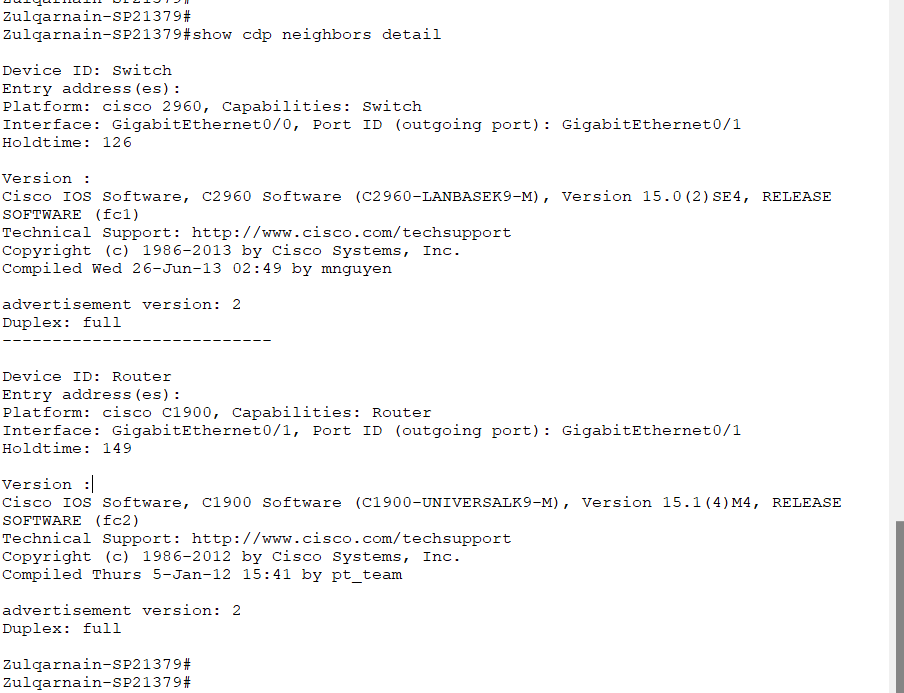 Zulqarnain-SP21379#
Zulqarnain-SP21379#
Zulqarnain-SP21379#show cdp neighbors detail
Device ID: Switch
Entry address(es):
Platform: cisco 2960, Capabilities: Switch
Interface: GigabitEthernet0/0, Port ID (outgoing port): GigabitEthernet0/1
Holdtime: 126
Version :
Cisco IOS Software, C2960 Software (C2960-LANBASEK9-M), Version 15.0(2)SE4, RELEASE
SOFTWARE (fc1)
Technical Support: http://www.cisco.com/techsupport
Copyright (c) 1986-2013 by Cisco Systems, Inc.
Compiled Wed 26-Jun-13 02:49 by mnguyen
advertisement version: 2
Duplex: full
---------------------------
Device ID: Router
Entry address(es):
Platform: cisco C1900, Capabilities: Router
Interface: GigabitEthernet0/1, Port ID (outgoing port): GigabitEthernet0/1
Holdtime: 149
Version :
Cisco IOS Software, C1900 Software (C1900-UNIVERSALK9-M), Version 15.1(4)M4, RELEASE
SOFTWARE (fc2)
Technical Support: http://www.cisco.com/techsupport
Copyright (c) 1986-2012 by Cisco Systems, Inc.
Compiled Thurs 5-Jan-12 15:41 by pt_team
advertisement version: 2
Duplex: full
Zulqarnain-SP21379#
Zulqarnain-SP21379#